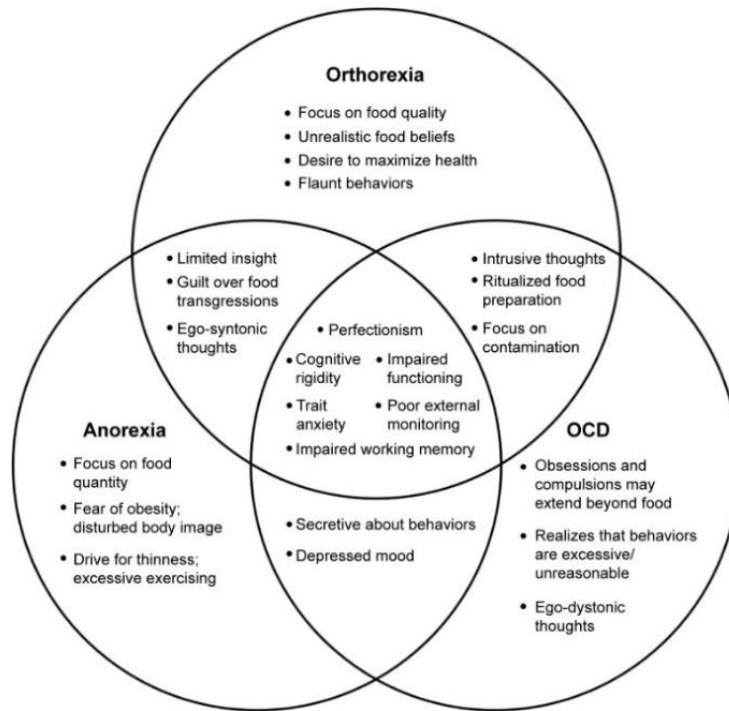 Orthorexia
• Focus on food quality
• Unrealistic food beliefs
• Desire to maximize health
• Flaunt behaviors
• Limited insight
• Guilt over food
transgressions
• Ego-syntonic
thoughts
• Intrusive thoughts
• Ritualized food
preparation
• Focus on
contamination
• Perfectionism
• Cognitive
rigidity
• Impaired
functioning
• Trait
anxiety
• Poor external
monitoring
• Impaired working memory
Anorexia
• Focus on food
quantity
• Fear of obesity;
disturbed body image
• Drive for thinness;
excessive exercising
OCD
• Obsessions and
compulsions may
extend beyond food
• Realizes that behaviors
are excessive/
unreasonable
• Ego-dystonic
thoughts
• Secretive about behaviors
• Depressed mood